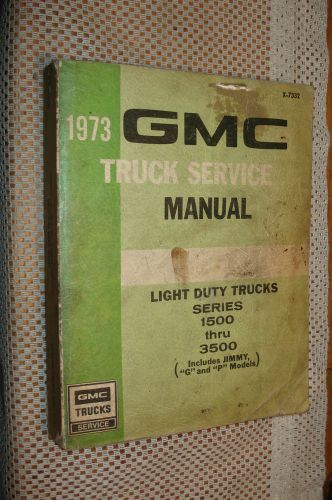 X-7332
1973 GMC
TRUCK SERVICE
MANUAL
LIGHT DUTY TRUCKS
SERIES
1500
thru
3500
(Includes JIMMY,
"G" and "P" Models)
GMC
TRUCKS
SERVICE